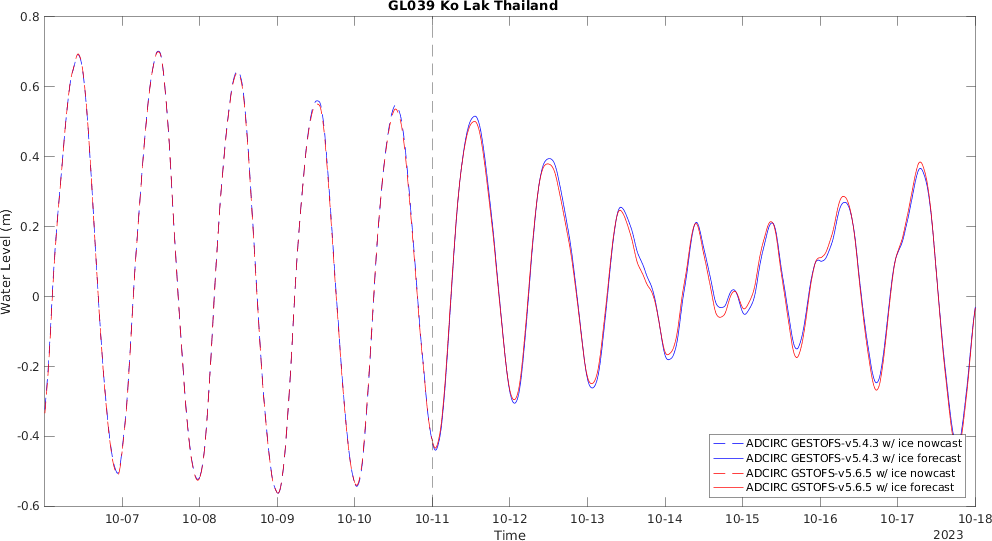 GL039 Ko Lak Thailand
0.8
0.6
0.4
0.2
0
-0.2
-0.4
-0.6
Water Level (m)
ADCIRC GESTOFS-v5.4.3 w/ ice nowcast
ADCIRC GESTOFS-v5.4.3 w/ ice forecast
ADCIRC GSTOFS-v5.6.5 w/ ice nowcast
ADCIRC GSTOFS-v5.6.5 w/ ice forecast
10-07 10-08 10-09 10-10 10-11 10-12 10-13 10-14 10-15 10-16 10-17 10-18
Time
2023